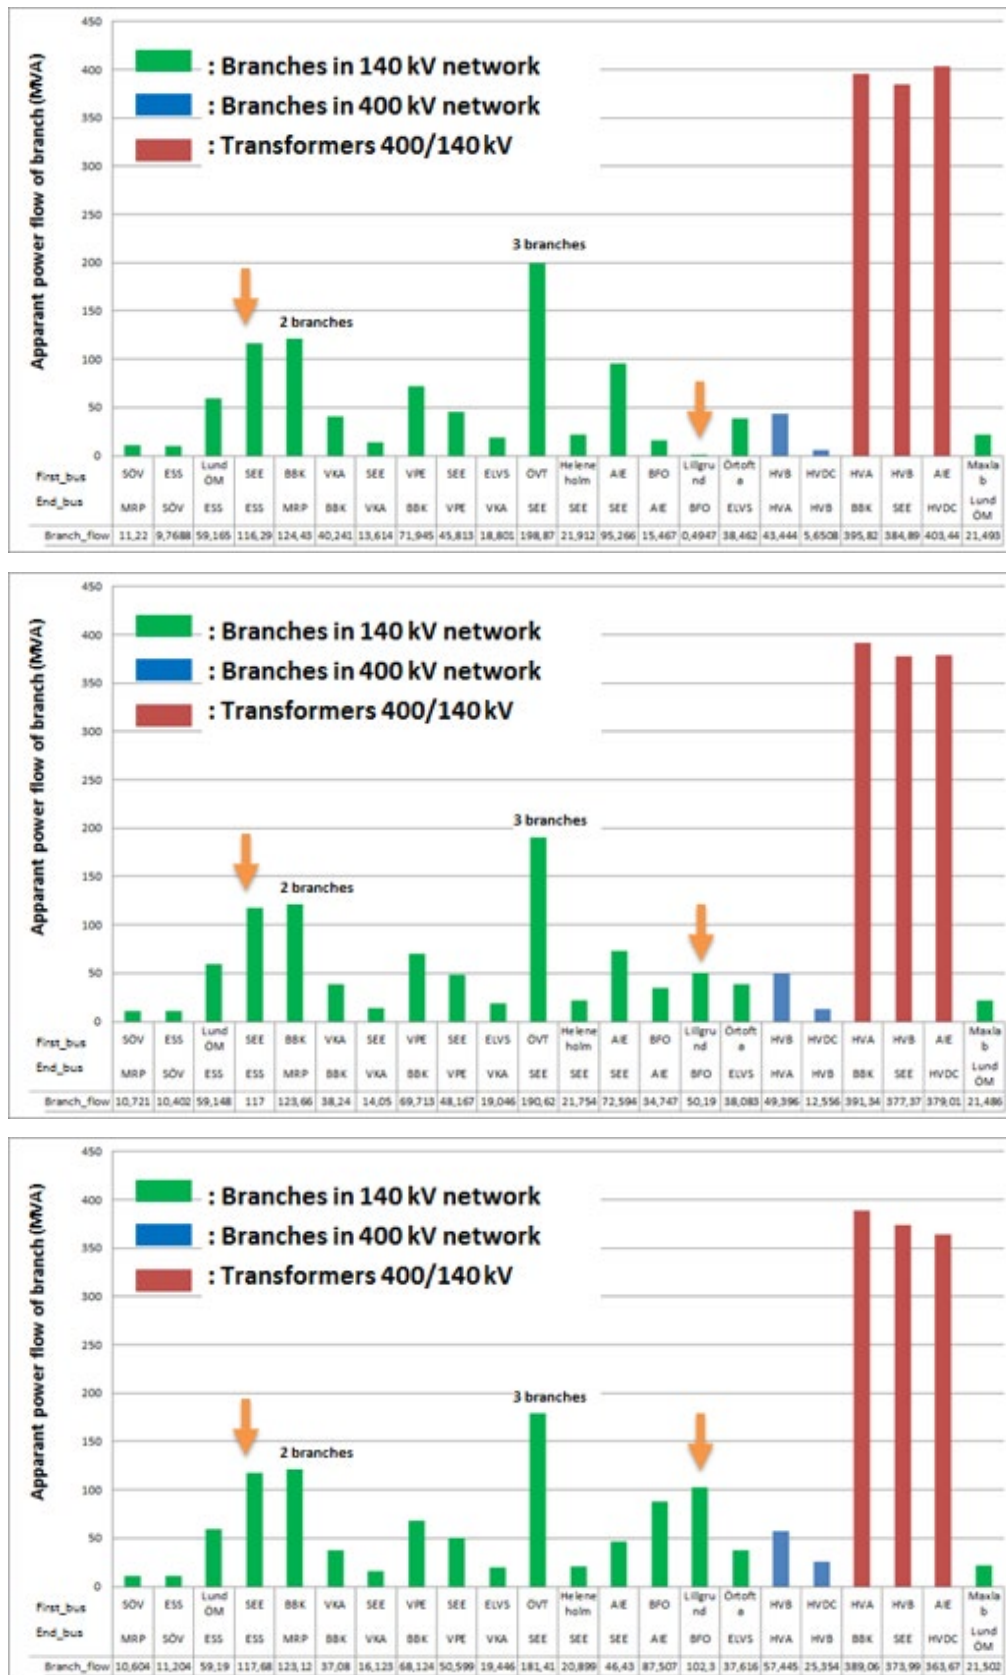 450
400
350
300
250
200
150
100
50
0
Apparant power flow of branch (MVA)
: Branches in 140 kV network
: Branches in 400 kV network
: Transformers 400/140 kV
3 branches
2 branches
First_bus SÖV ESS Lund ÖM SEE BBK VKA SEE VPE SEE ELVS ÖVT Helene holm AIE BFO Lillgru nd Örtoft a HVB HVDC HVA HVB AIE Maxla b
End_bus MRP SÖV ESS ESS MRP BBK VKA BBK VPE VKA SEE SEE SEE AIE BFO ELVS HVA HVB BBK SEE HVDC Lund ÖM
Branch_flow 11,22 9,7688 59,165 116,29 124,43 40,241 13,614 71,945 45,813 18,801 198,87 21,912 95,266 15,467 0,4947 38,462 43,444 5,6508 395,82 384,89 403,44 21,493
450
400
350
300
250
200
150
100
50
0
Apparant power flow of branch (MVA)
: Branches in 140 kV network
: Branches in 400 kV network
: Transformers 400/140 kV
3 branches
2 branches
First_bus SÖV ESS Lund ÖM SEE BBK VKA SEE VPE SEE ELVS ÖVT Helene holm AIE BFO Lillgru nd Örtoft a HVB HVDC HVA HVB AIE Maxla b
End_bus MRP SÖV ESS ESS MRP BBK VKA BBK VPE VKA SEE SEE SEE AIE BFO ELVS HVA HVB BBK SEE HVDC Lund ÖM
Branch_flow 10,721 10,402 59,148 117 123,66 38,24 14,05 69,713 48,167 19,046 190,62 21,754 72,594 34,747 50,19 38,083 49,396 12,556 391,34 377,37 379,01 21,486
450
400
350
300
250
200
150
100
50
0
Apparant power flow of branch (MVA)
: Branches in 140 kV network
: Branches in 400 kV network
: Transformers 400/140 kV
3 branches
2 branches
First_bus SÖV ESS Lund ÖM SEE BBK VKA SEE VPE SEE ELVS ÖVT Helene holm AIE BFO Lillgru nd Örtoft a HVB HVDC HVA HVB AIE Maxla b
End_bus MRP SÖV ESS ESS MRP BBK VKA BBK VPE VKA SEE SEE SEE AIE BFO ELVS HVA HVB BBK SEE HVDC Lund ÖM
Branch_flow 10,604 11,204 59,19 117,68 123,12 37,08 16,123 68,124 50,599 19,446 181,41 20,899 46,43 87,507 102,3 37,616 57,445 25,354 389,06 373,99 363,67 21,502